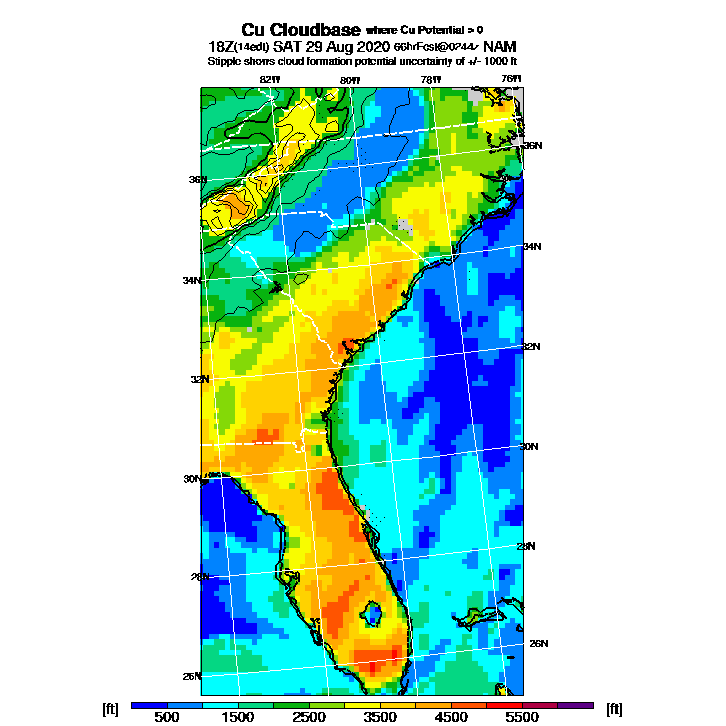 Cu Cloudbase where Cu Potential > 0
18Z(14edt) SAT 29 Aug 2020 66hrFcst@0244z NAM
Stipple shows cloud formation potential uncertainty of +/- 1000 ft
82W 80W 78W 76W
36N
36N
34N
34N
32N
32N
30N
30N
28N
28N
26N
26N
[ft] 500 1500 2500 3500 4500 5500 [ft]